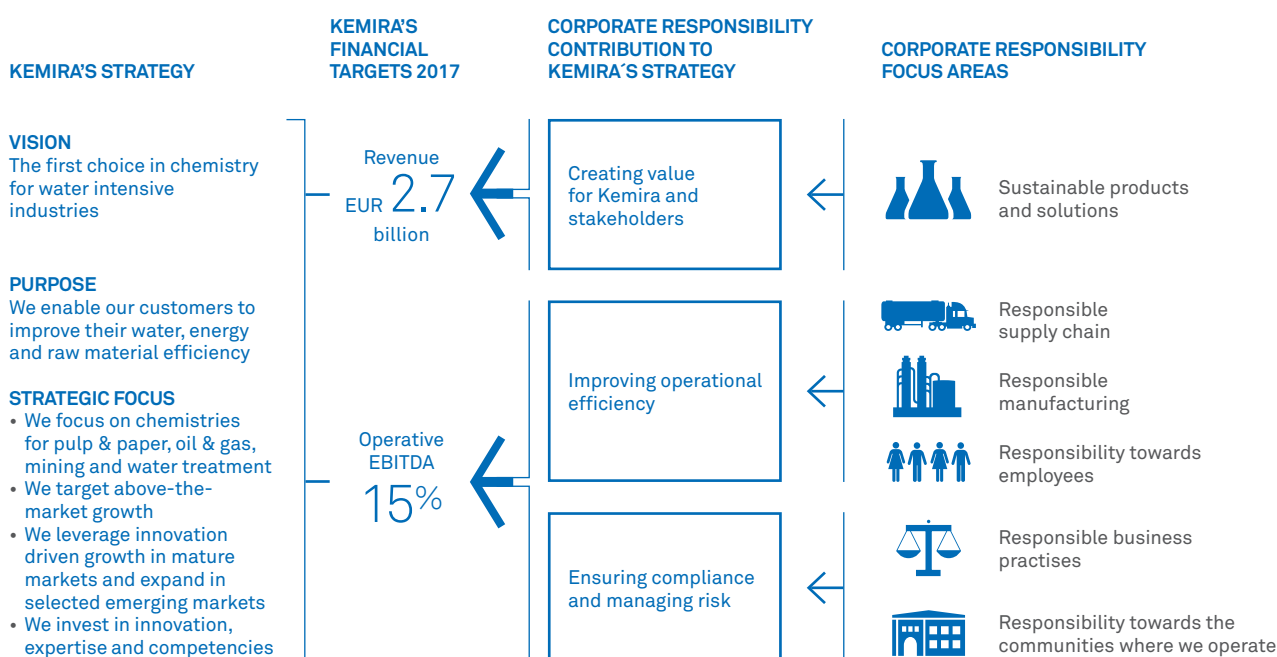 KEMIRA'S STRATEGY
KEMIRA'S
FINANCIAL
TARGETS 2017
CORPORATE RESPONSIBILITY
CONTRIBUTION TO
KEMIRA´S STRATEGY
CORPORATE RESPONSIBILITY
FOCUS AREAS
VISION
The first choice in chemistry
for water intensive
industries
PURPOSE
We enable our customers to
improve their water, energy
and raw material efficiency
STRATEGIC FOCUS
• We focus on chemistries
for pulp & paper, oil & gas,
mining and water treatment
• We target above-the-
market growth
• We leverage innovation
driven growth in mature
markets and expand in
selected emerging markets
• We invest in innovation,
expertise and competencies
Revenue
EUR 2.7
billion
Operative
EBITDA
15%
Creating value
for Kemira and
stakeholders
Improving operational
efficiency
Ensuring compliance
and managing risk
Sustainable products
and solutions
Responsible
supply chain
Responsible
manufacturing
Responsibility towards
employees
Responsible business
practises
Responsibility towards the
communities where we operate